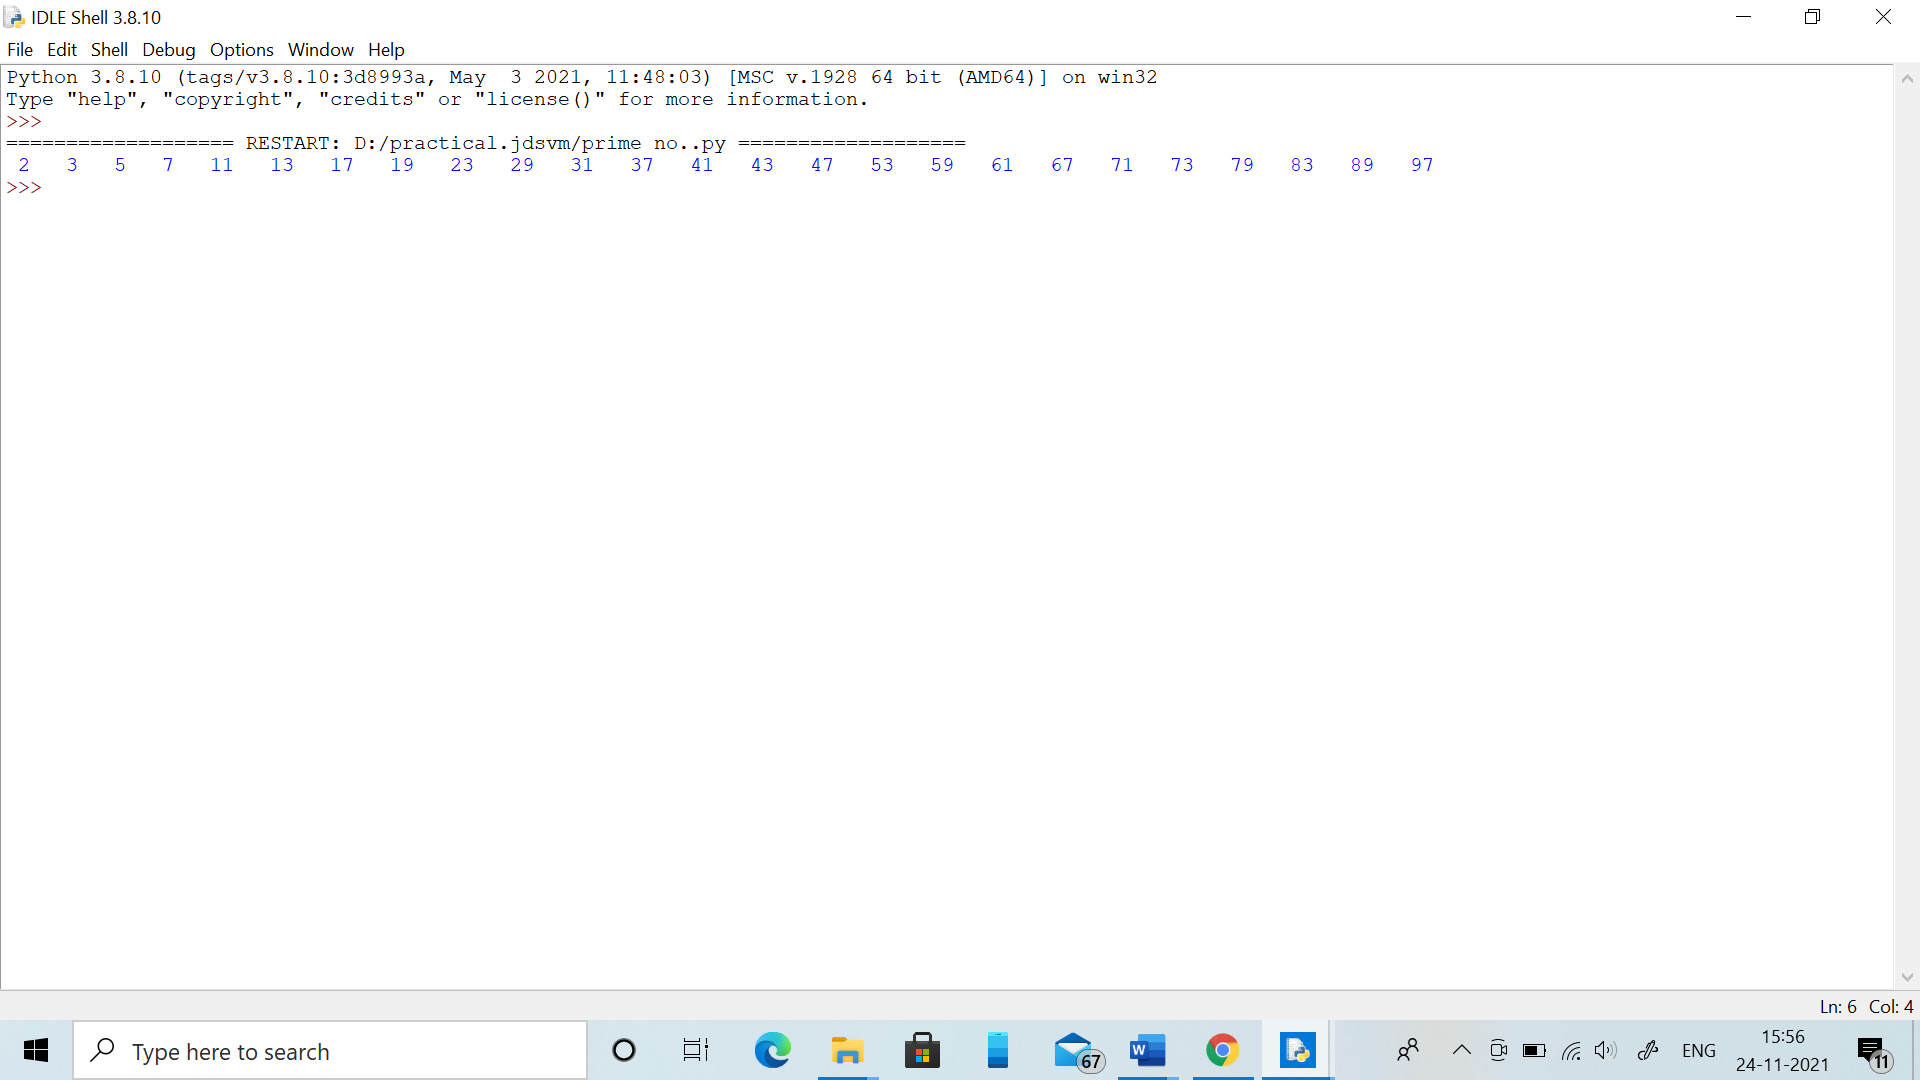 IDLE Shell 3.8.10
File Edit Shell Debug Options Window Help
Python 3.8.10 (tags/v3.8.10:3d8993a, May  3 2021, 11:48:03) [MSC v.1928 64 bit (AMD64)] on win32
Type "help", "copyright", "credits" or "license()" for more information.
>>>
=================== RESTART: D:/practical.jdsvm/prime no..py ===================
2 3 5 7 11 13 17 19 23 29 31 37 41 43 47 53 59 61 67 71 73 79 83 89 97
>>>
Ln: 6 Col: 4
Type here to search
67
W
ENG
15:56
24-11-2021
11